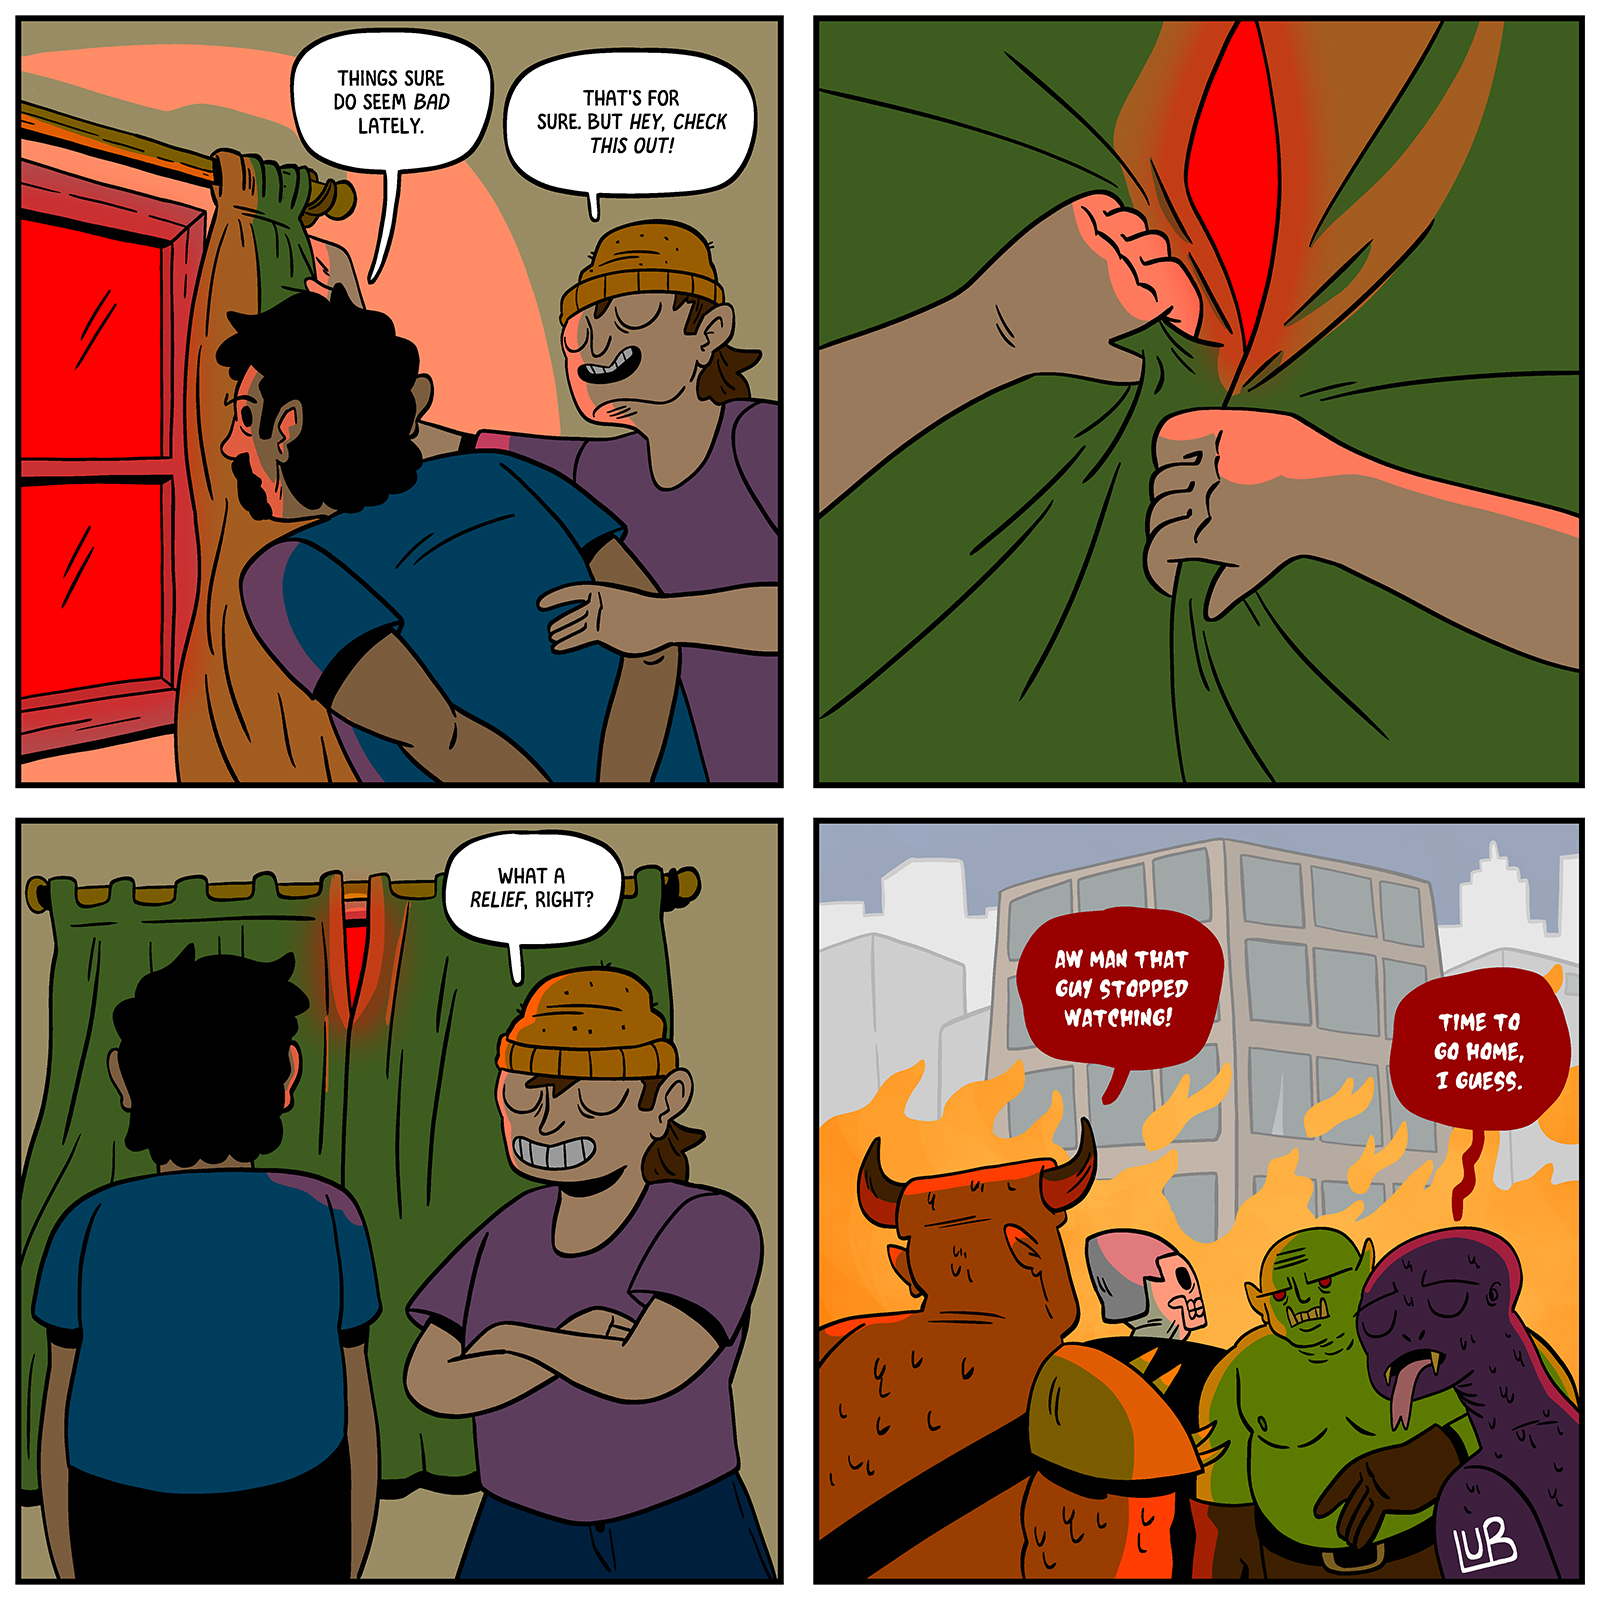 THINGS SURE
DO SEEM BAD
LATELY.
THAT'S FOR
SURE. BUT HEY, CHECK
THIS OUT!
WHAT A
RELIEF, RIGHT?
AW MAN THAT
GUY STOPPED
WATCHING!
TIME TO
GO HOME,
I GUESS.
LUB